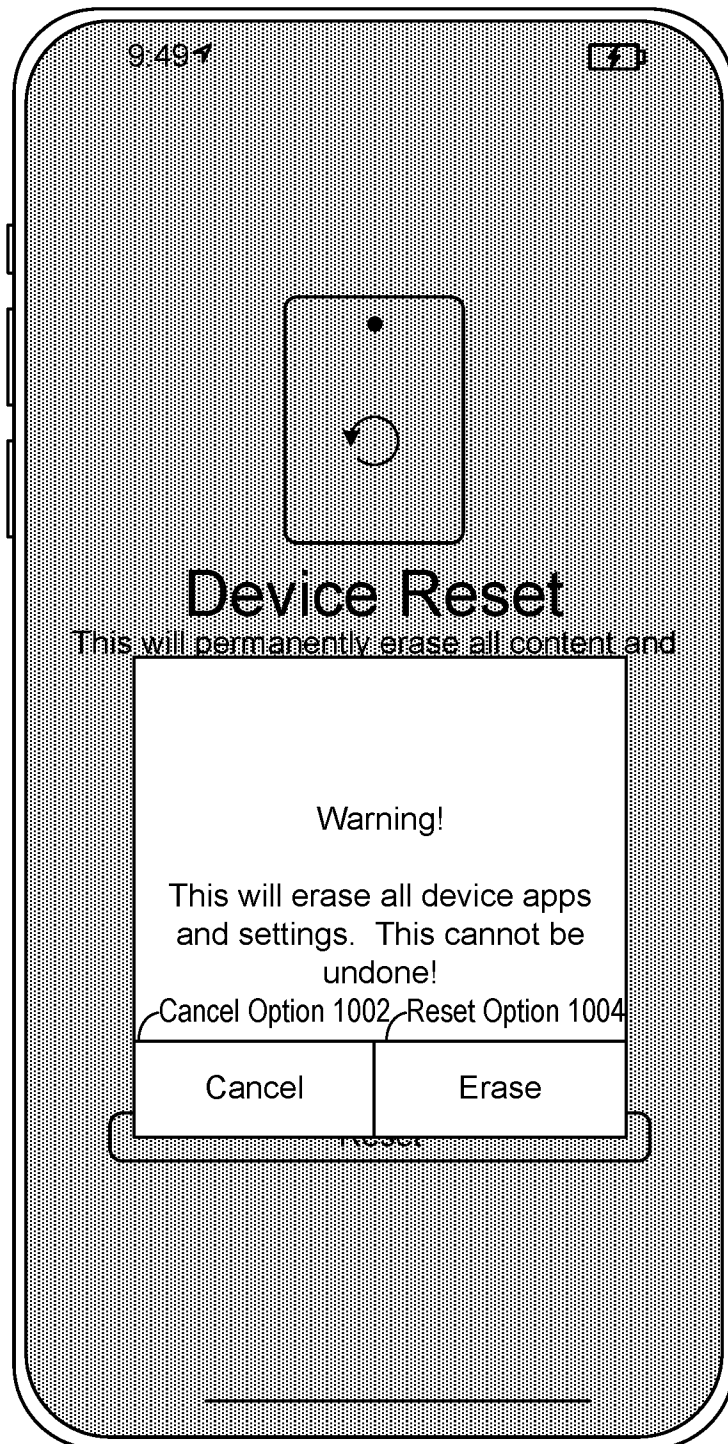 9:49
Device Reset
This will permanently erase all content and
Warning!
This will erase all device apps
and settings. This cannot be
undone!
Cancel Option 1002 Reset Option 1004
Cancel Erase
Reset